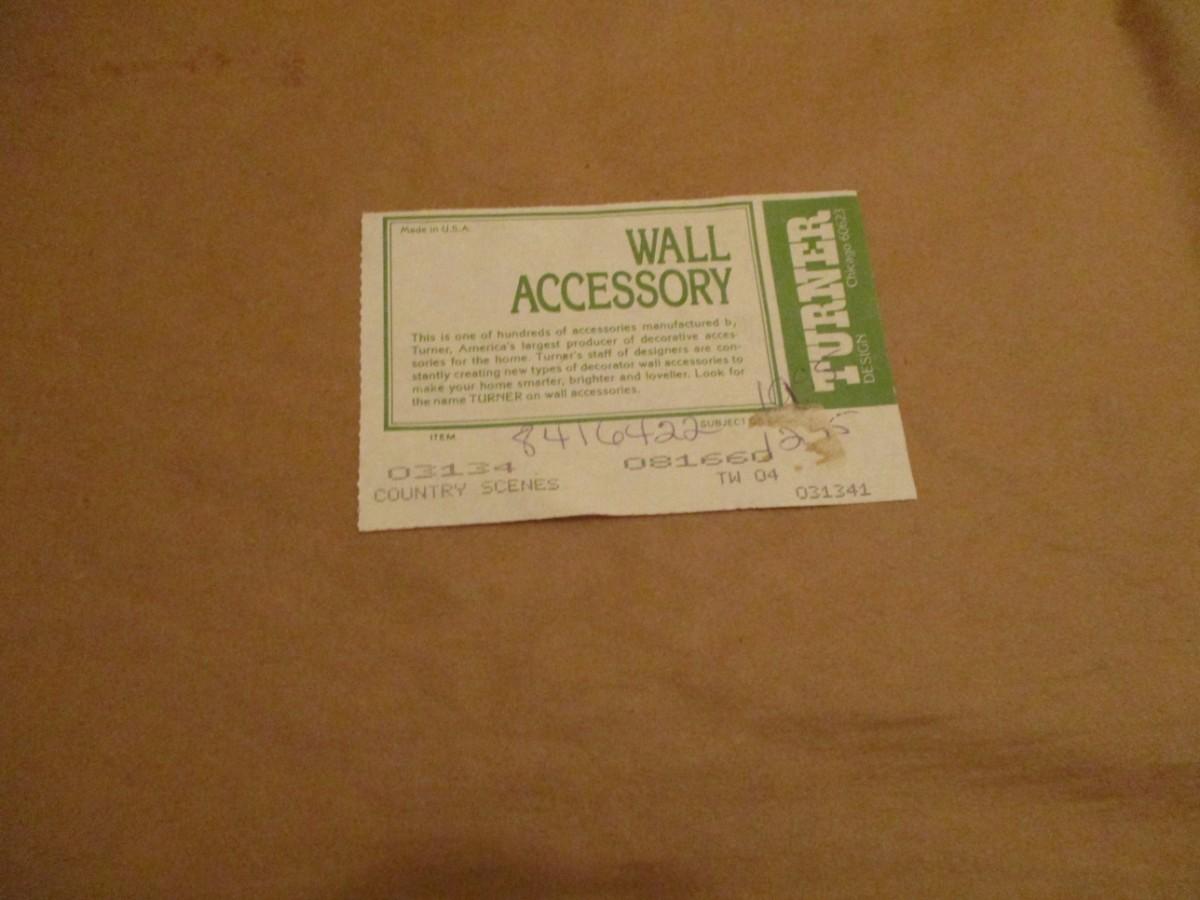 Made in U.S.A.
WALL
ACCESSORY
This is one of hundreds of accessories manufactured by
Turner, America's largest producer of decorative acces-
sories for the home. Turner's staff of designers are con-
stantly creating new types of decorator wall accessories to
make your home smarter, brighter and lovelier. Look for
the name TURNER on wall accessories.
TURNER
DESIGN Chicago 60623
ITEM 8416422 SUBJECT
03134 081660
COUNTRY SCENES TW 04
031341